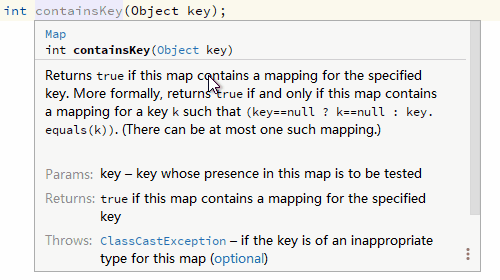 int containsKey(Object key);
Map
int containsKey(Object key)
Returns true if this map contains a mapping for the specified
key. More formally, returns true if and only if this map contains
a mapping for a key k such that (key==null ? k==null : key.
equals(k)). (There can be at most one such mapping.)
Params: key – key whose presence in this map is to be tested
Returns: true if this map contains a mapping for the specified
key
Throws: ClassCastException – if the key is of an inappropriate
type for this map (optional)